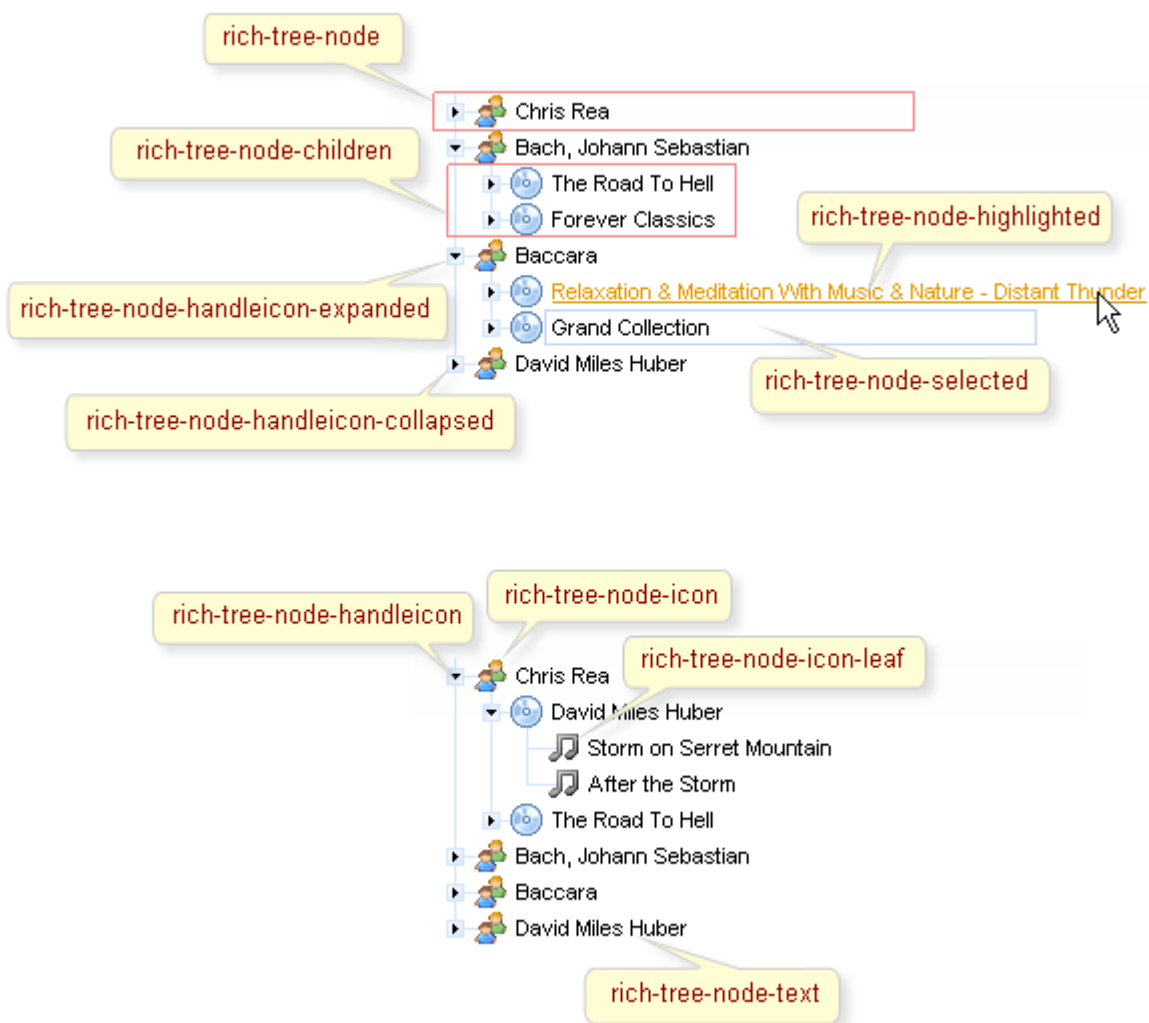 rich-tree-node
Chris Rea
rich-tree-node-children
Bach, Johann Sebastian
The Road To Hell
Forever Classics
rich-tree-node-highlighted
Baccara
rich-tree-node-handleicon-expanded
Relaxation & Meditation With Music & Nature - Distant Thunder
Grand Collection
David Miles Huber
rich-tree-node-selected
rich-tree-node-handleicon-collapsed
rich-tree-node-handleicon
rich-tree-node-icon
rich-tree-node-icon-leaf
Chris Rea
David Miles Huber
Storm on Serret Mountain
After the Storm
The Road To Hell
Bach, Johann Sebastian
Baccara
David Miles Huber
rich-tree-node-text